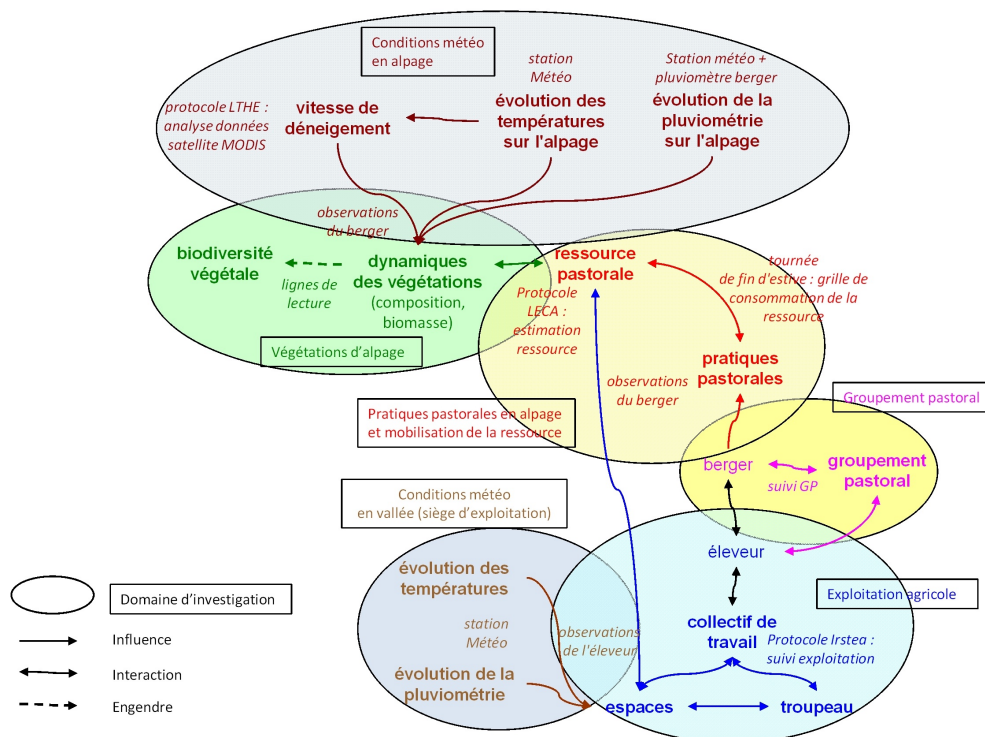 Conditions météo
en alpage
station
Météo
Station météo +
pluviomètre berger
protocole LTHE :
analyse données
satellite MODIS
vitesse de
déneigement
évolution des
températures
sur l'alpage
évolution de la
pluviométrie
sur l'alpage
observations
du berger
biodiversité
végétale
lignes de
lecture
dynamiques
des végétations
(composition,
biomasse)
Végétations d'alpage
ressource
pastorale
Protocole
LECA :
estimation
ressource
tournée
de fin d'estive : grille de
consommation de la
ressource
pratiques
pastorales
observations
du berger
Pratiques pastorales en alpage
et mobilisation de la ressource
Groupement pastoral
berger
suivi GP
groupement
pastoral
Conditions météo
en vallée (siège d'exploitation)
évolution des
températures
station
Météo
évolution de la
pluviométrie
observations
de l'éleveur
éleveur
Exploitation agricole
collectif de
travail
Protocole Irstea :
suivi exploitation
espaces
troupeau
Domaine d'investigation
Influence
Interaction
Engendre